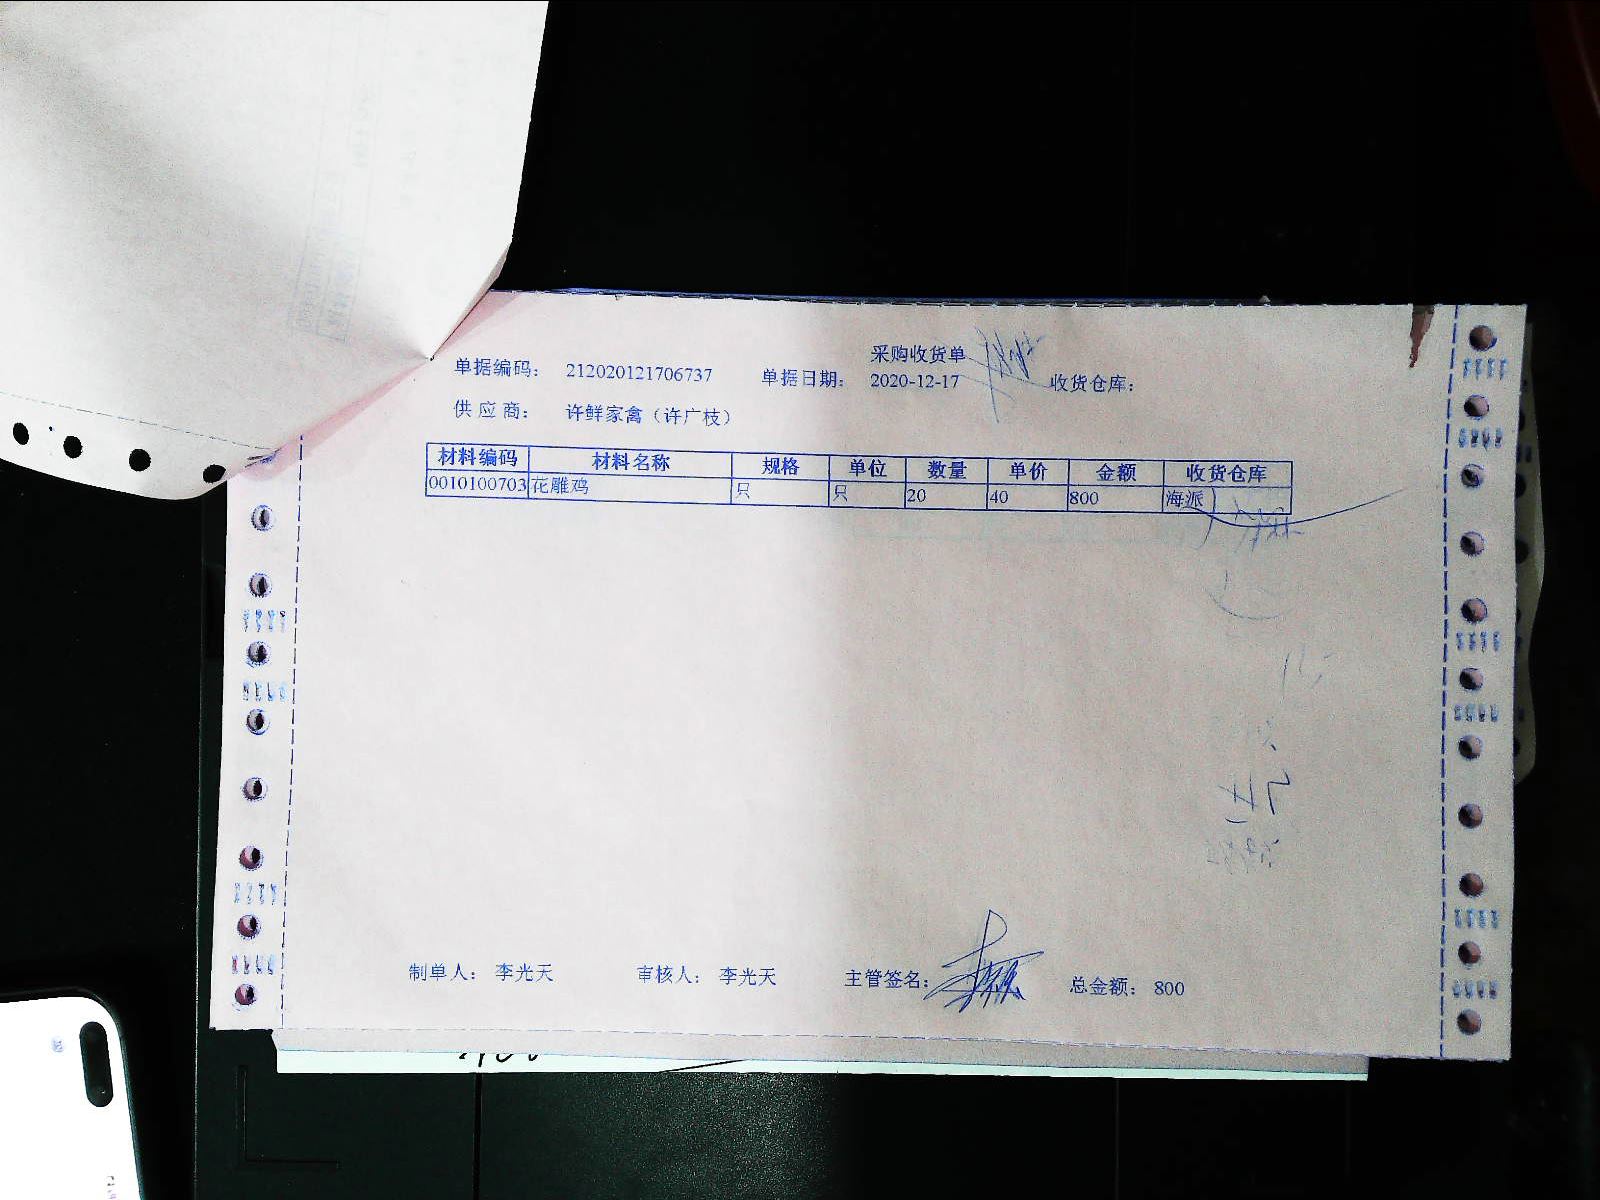 采购收货单
单据编码: 212020121706737 单据日期: 2020-12-17 收货仓库:
供应商: 许鲜家禽（许广枝）
材料编码 材料名称 规格 单位 数量 单价 金额 收货仓库
0010100703 花雕鸡 只 只 20 40 800 海派
制单人: 李光天 审核人: 李光天 主管签名: 总金额: 800